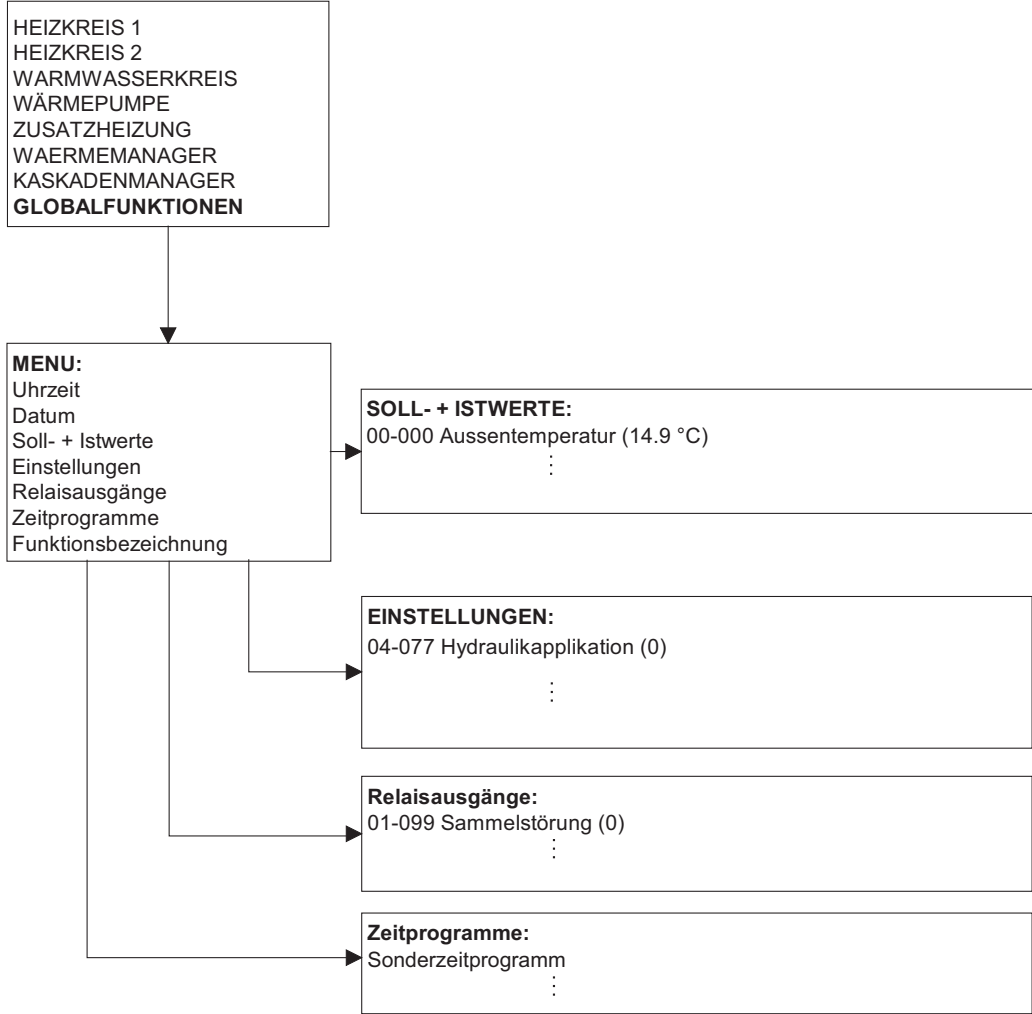 HEIZKREIS 1
HEIZKREIS 2
WARMWASSERKREIS
WÄRMEPUMPE
ZUSATZHEIZUNG
WAERMEMANAGER
KASKADENMANAGER
GLOBALFUNKTIONEN
MENU:
Uhrzeit
Datum
Soll- + Istwerte
Einstellungen
Relaisausgänge
Zeitprogramme
Funktionsbezeichnung
SOLL- + ISTWERTE:
00-000 Aussentemperatur (14.9 °C)
EINSTELLUNGEN:
04-077 Hydraulikapplikation (0)
Relaisausgänge:
01-099 Sammelstörung (0)
Zeitprogramme:
Sonderzeitprogramm